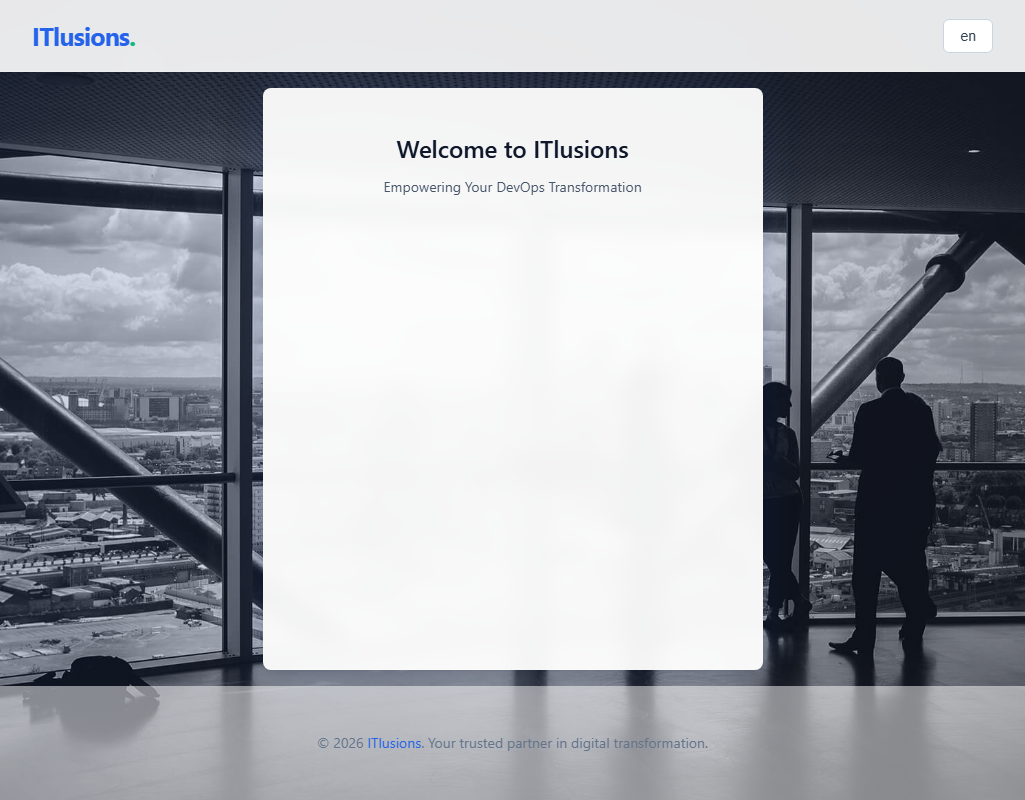 ITlusions.
en
Welcome to ITlusions
Empowering Your DevOps Transformation
© 2026 ITlusions. Your trusted partner in digital transformation.